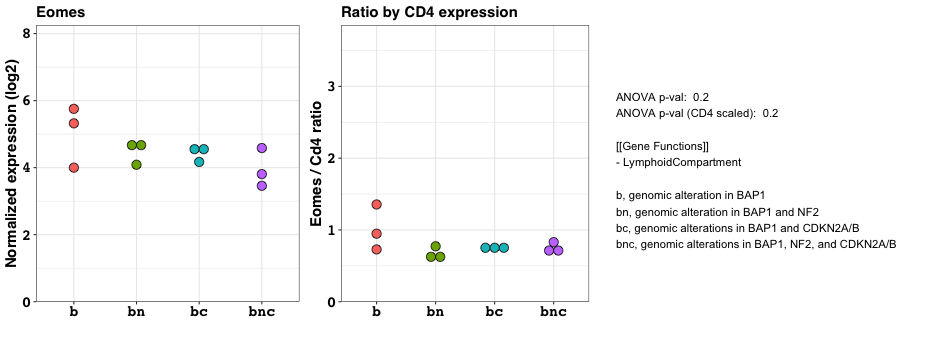 Eomes
Normalized expression (log2)
8
6
4
2
0
b bn bc bnc
Ratio by CD4 expression
Eomes / Cd4 ratio
3
2
1
0
b bn bc bnc
ANOVA p-val: 0.2
ANOVA p-val (CD4 scaled): 0.2
[[Gene Functions]]
- LymphoidCompartment
b, genomic alteration in BAP1
bn, genomic alteration in BAP1 and NF2
bc, genomic alterations in BAP1 and CDKN2A/B
bnc, genomic alterations in BAP1, NF2, and CDKN2A/B